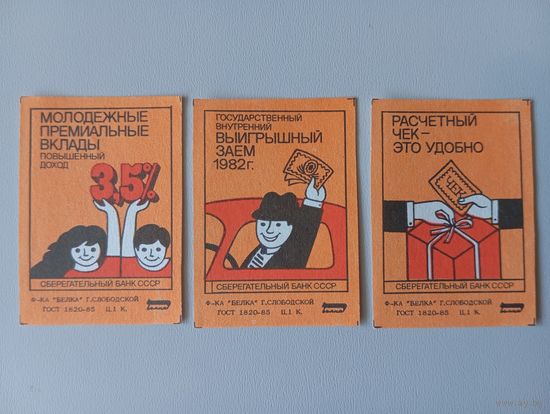 МОЛОДЕЖНЫЕ
ПРЕМИАЛЬНЫЕ
ВКЛАДЫ
ПОВЫШЕННЫЙ
ДОХОД
3,5%
СБЕРЕГАТЕЛЬНЫЙ БАНК СССР
Ф-КА "БЕЛКА" Г.СЛОБОДСКОЙ
ГОСТ 1820-85 Ц.1 К.
ГОСУДАРСТВЕННЫЙ
ВНУТРЕННИЙ
ВЫИГРЫШНЫЙ
ЗАЕМ
1982 г.
СБЕРЕГАТЕЛЬНЫЙ БАНК СССР
Ф-КА "БЕЛКА" Г.СЛОБОДСКОЙ
ГОСТ 1820-85 Ц.1 К.
РАСЧЕТНЫЙ
ЧЕК –
ЭТО УДОБНО
ЧЕК
СБЕРЕГАТЕЛЬНЫЙ БАНК СССР
Ф-КА "БЕЛКА" Г.СЛОБОДСКОЙ
ГОСТ 1820-85 Ц.1 К.